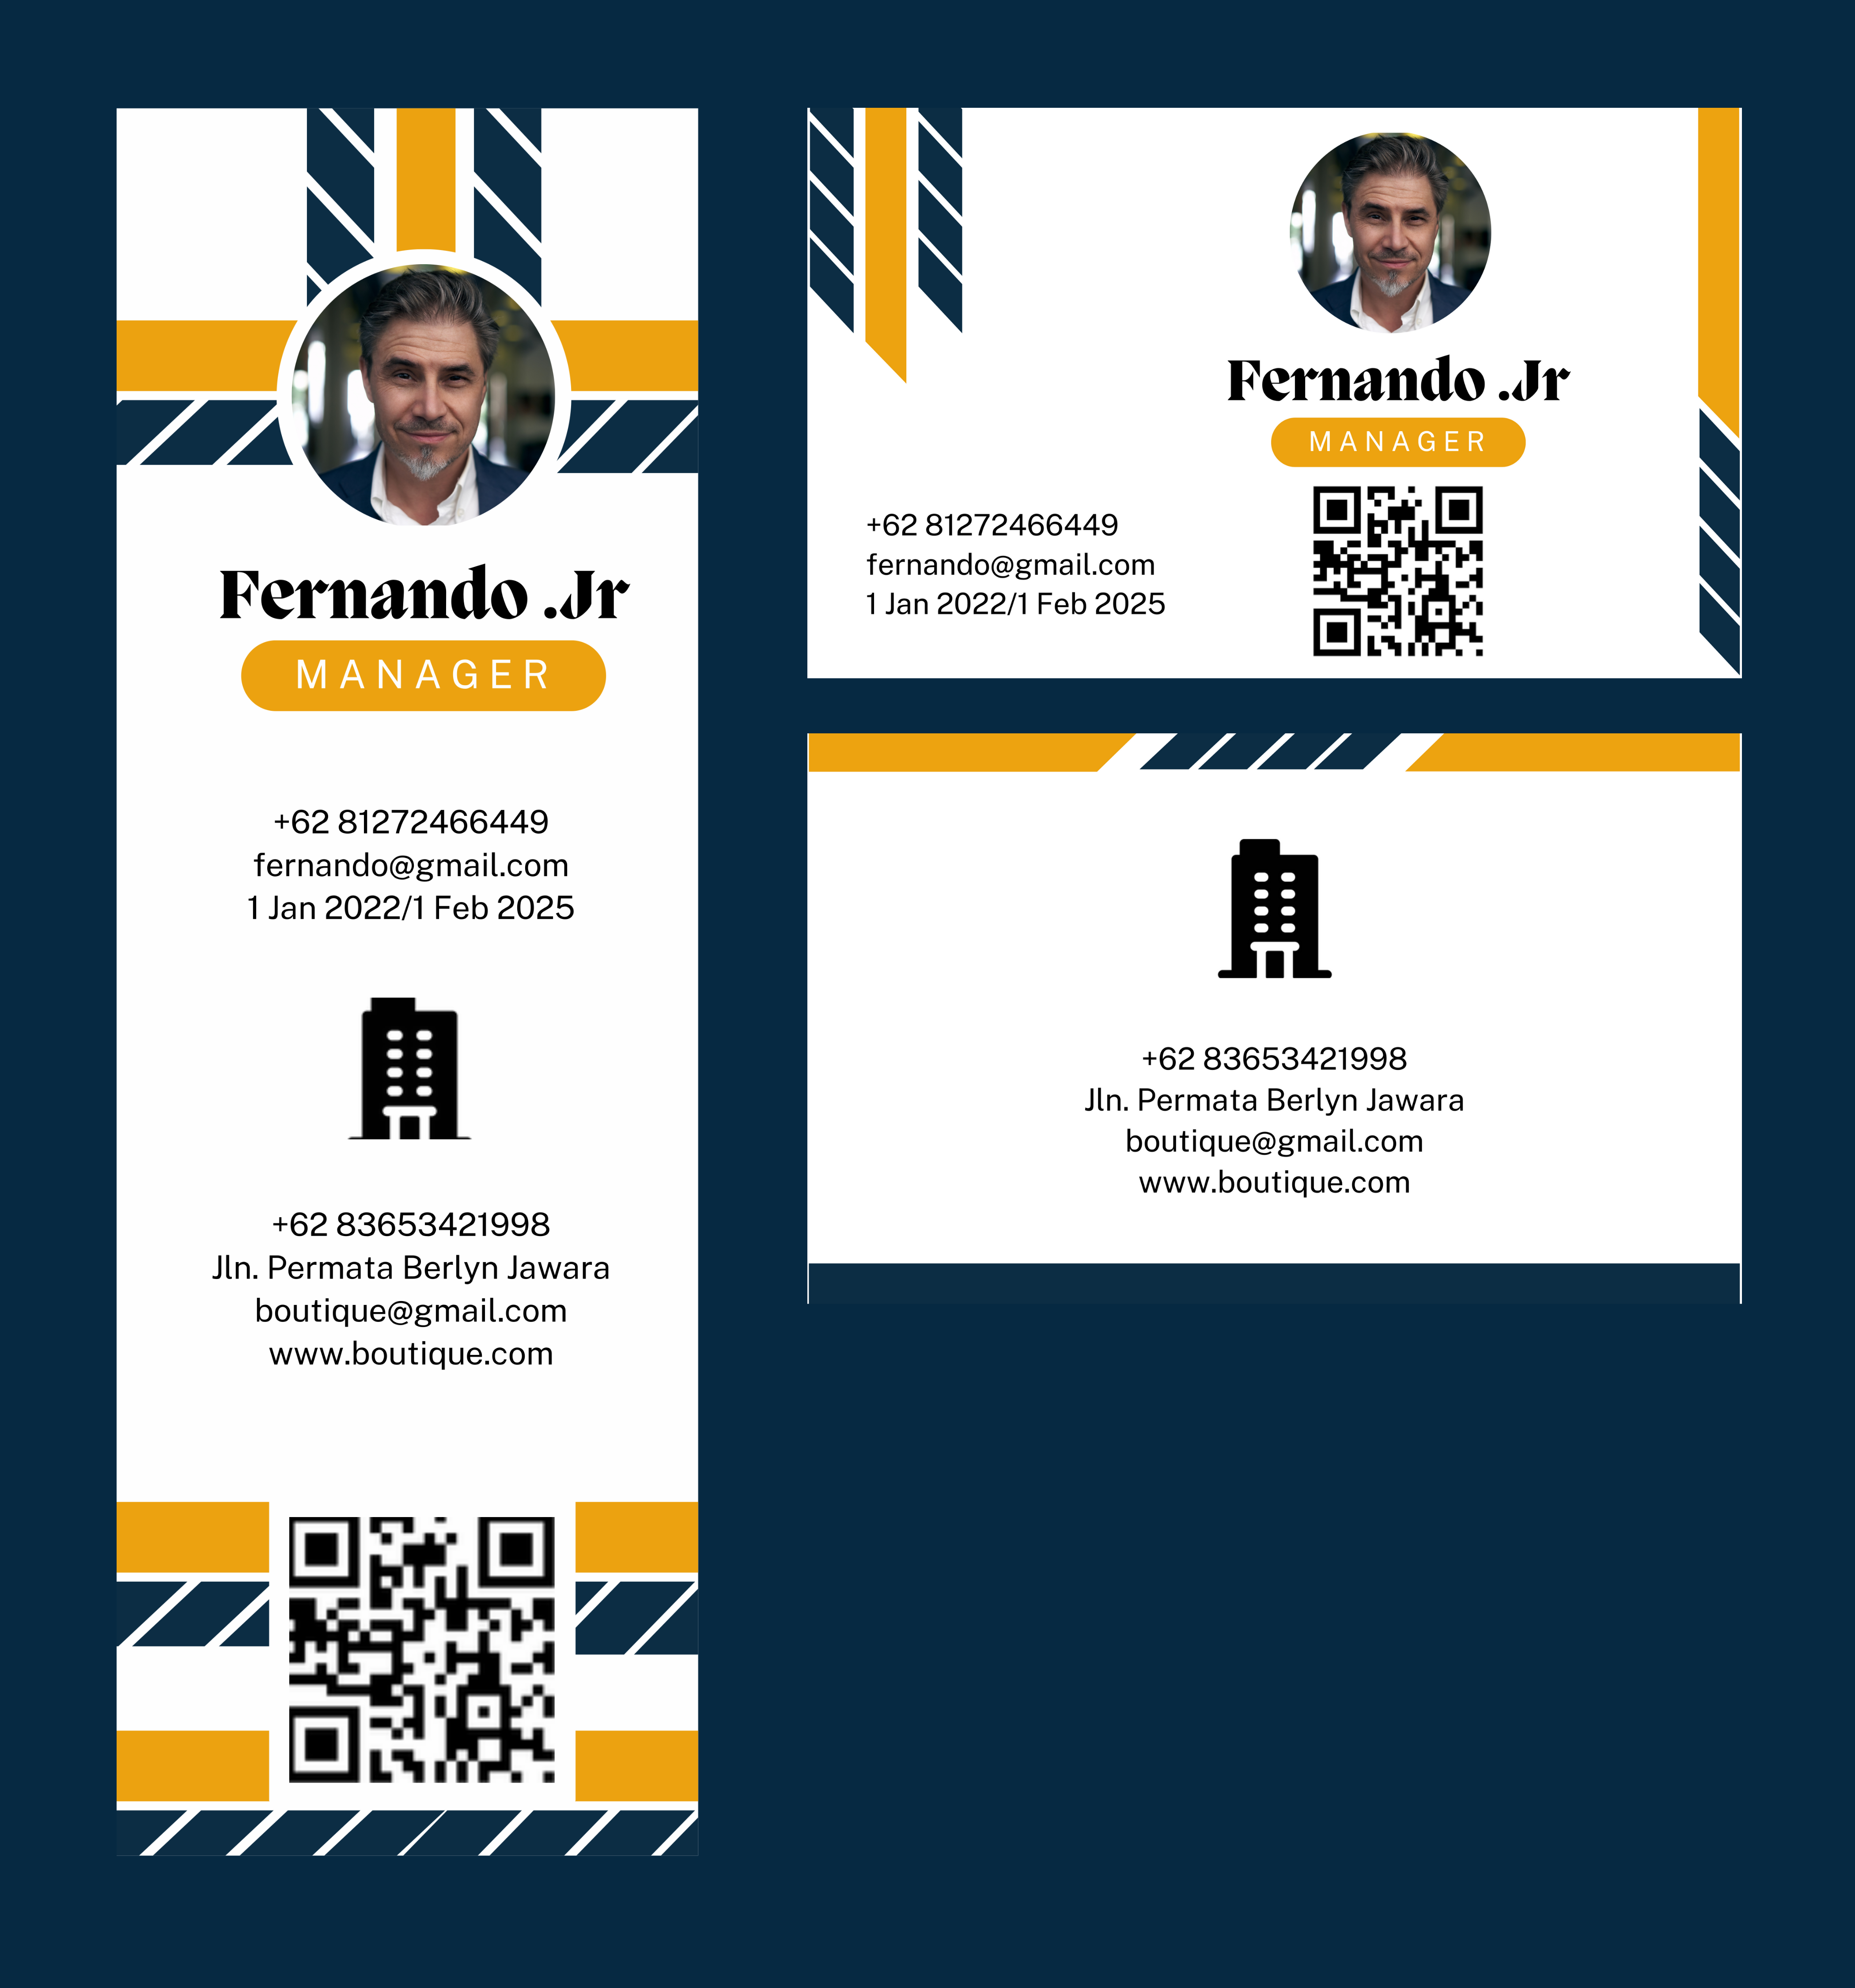 Fernando .Jr
MANAGER
+62 81272466449
fernando@gmail.com
1 Jan 2022/1 Feb 2025
+62 83653421998
Jln. Permata Berlyn Jawara
boutique@gmail.com
www.boutique.com
Fernando .Jr
MANAGER
+62 81272466449
fernando@gmail.com
1 Jan 2022/1 Feb 2025
+62 83653421998
Jln. Permata Berlyn Jawara
boutique@gmail.com
www.boutique.com